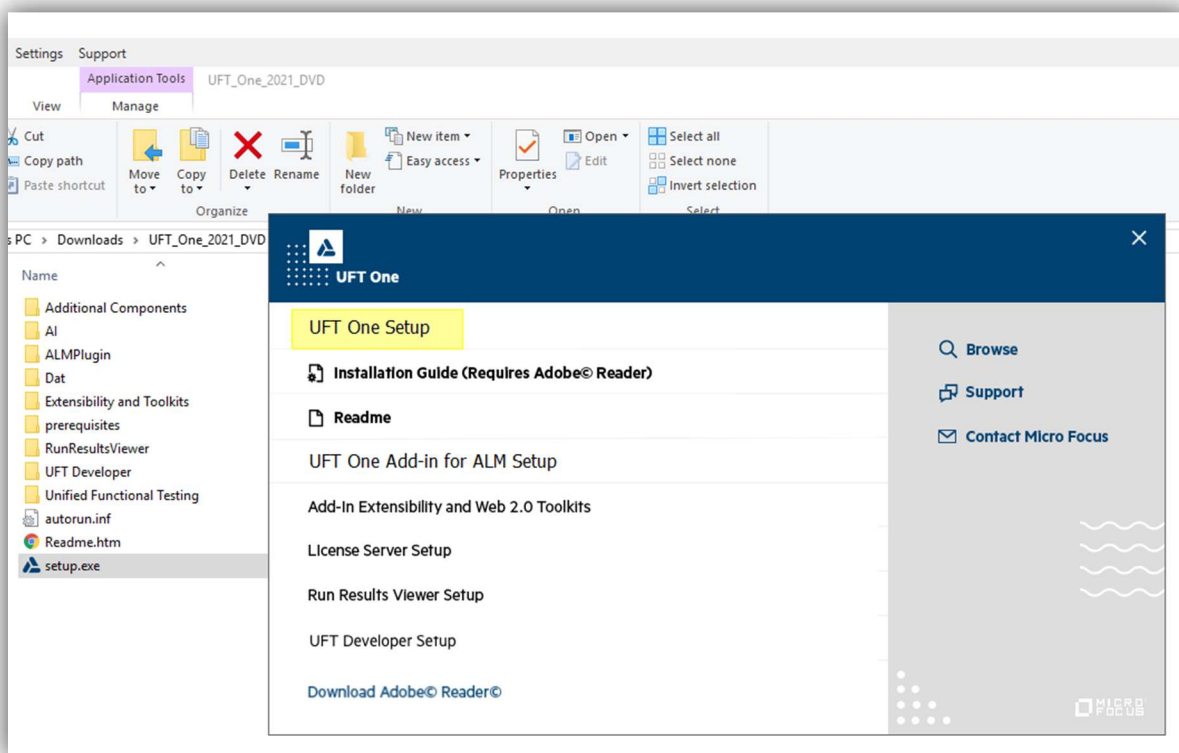 Settings Support
Application Tools UFT_One_2021_DVD
View Manage
Cut
Copy path
Paste shortcut
Move to
Copy to
Delete
Rename
New folder
New item
Easy access
Properties
Open
Edit
Select all
Select none
Invert selection
Organize New Open Select
s PC > Downloads > UFT_One_2021_DVD
Name
Additional Components
AI
ALMPlugin
Dat
Extensibility and Toolkits
prerequisites
RunResultsViewer
UFT Developer
Unified Functional Testing
autorun.inf
Readme.htm
setup.exe
UFT One
UFT One Setup
Installation Guide (Requires Adobe© Reader)
Readme
UFT One Add-in for ALM Setup
Add-in Extensibility and Web 2.0 Toolkits
License Server Setup
Run Results Viewer Setup
UFT Developer Setup
Download Adobe© Reader©
Browse
Support
Contact Micro Focus
MICRO
FOCUS